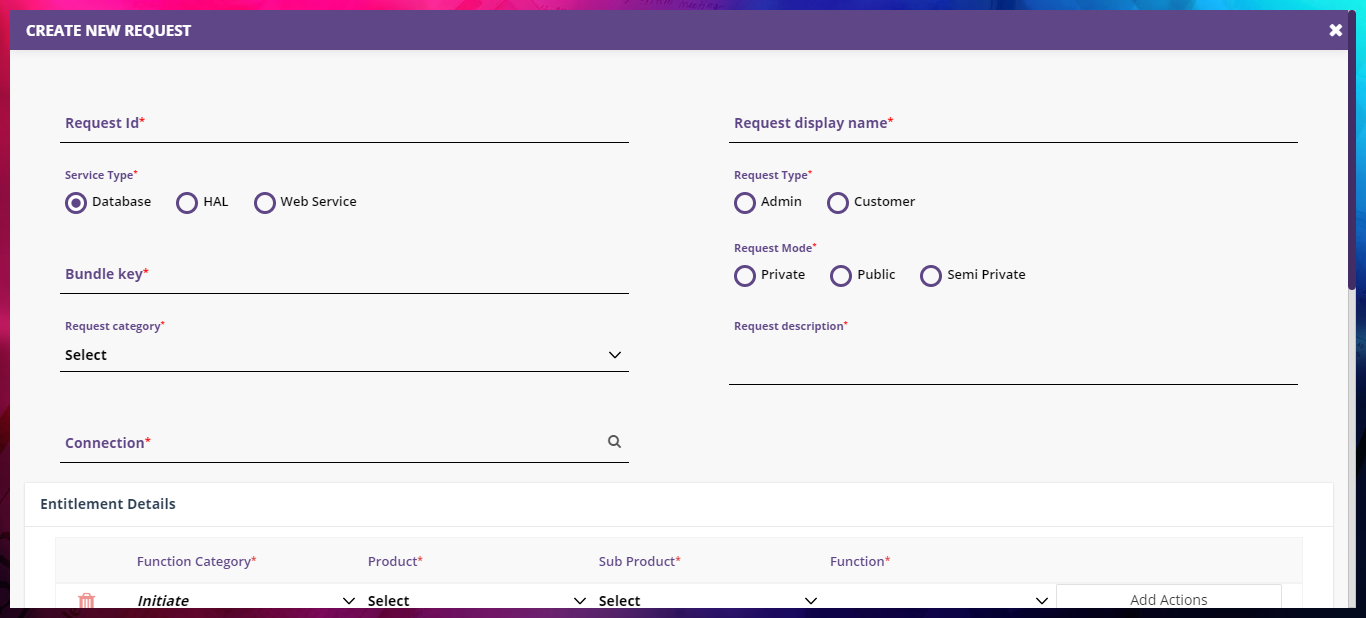 CREATE NEW REQUEST
Request Id*
Request display name*
Service Type*
Database HAL Web Service
Request Type*
Admin Customer
Request Mode*
Private Public Semi Private
Bundle key*
Request category*
Select
Request description*
Connection*
Entitlement Details
Function Category* Product* Sub Product* Function*
Initiate Select Select Add Actions